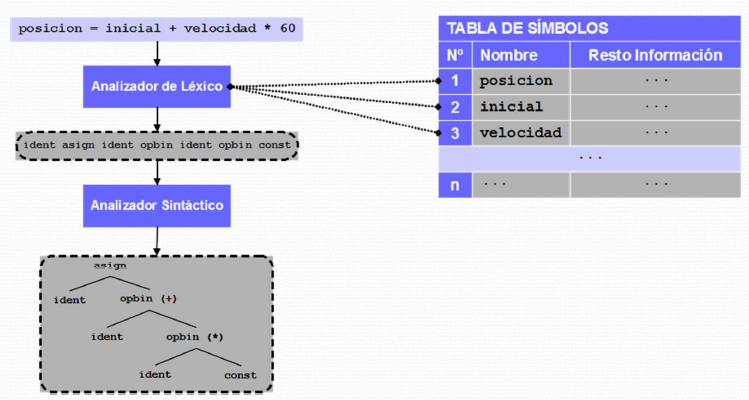 posicion = inicial + velocidad * 60
Analizador de Léxico
ident asign ident opbin ident opbin const
Analizador Sintáctico
asign
ident opbin (+)
ident opbin (*)
ident const
TABLA DE SÍMBOLOS
Nº Nombre Resto Información
1 posicion ...
2 inicial ...
3 velocidad ...
...
n ... ...